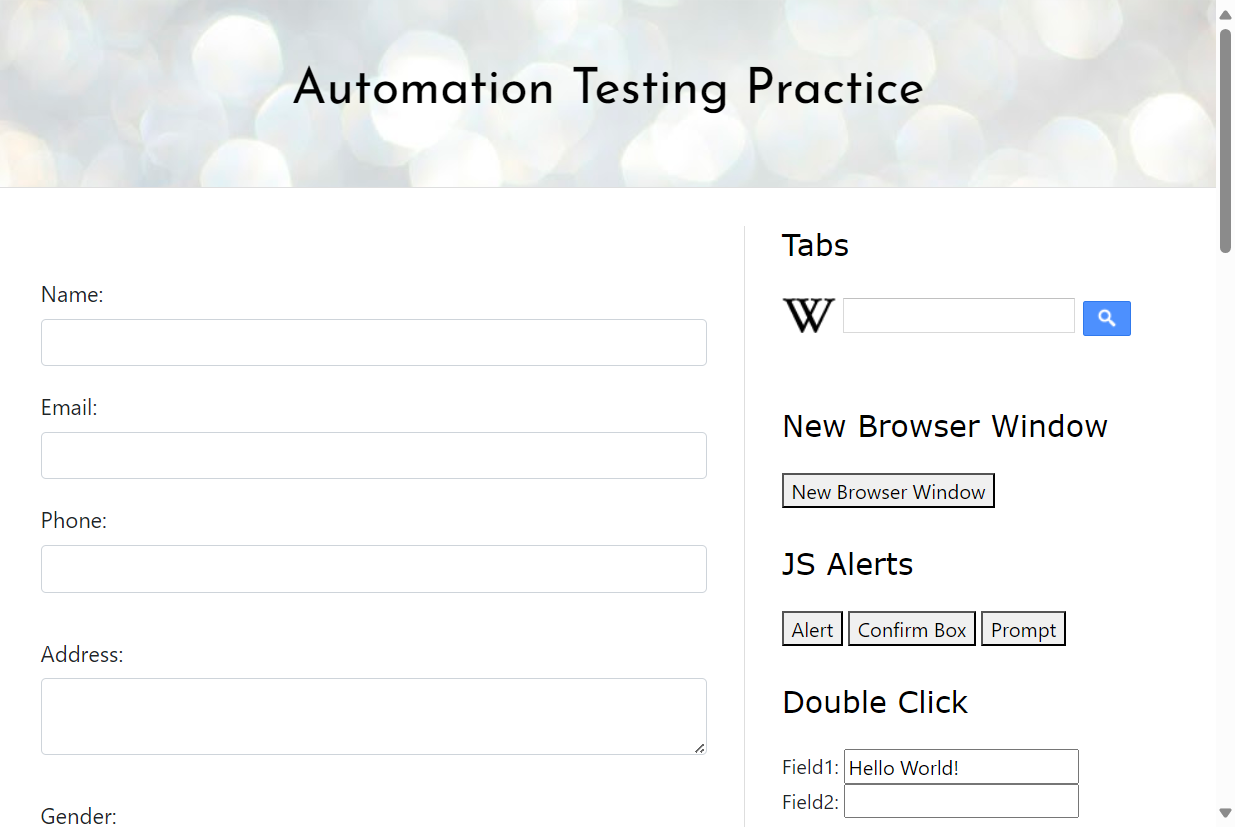 Automation Testing Practice
Name:
Email:
Phone:
Address:
Gender:
Tabs
W
New Browser Window
New Browser Window
JS Alerts
Alert Confirm Box Prompt
Double Click
Field1: Hello World!
Field2: